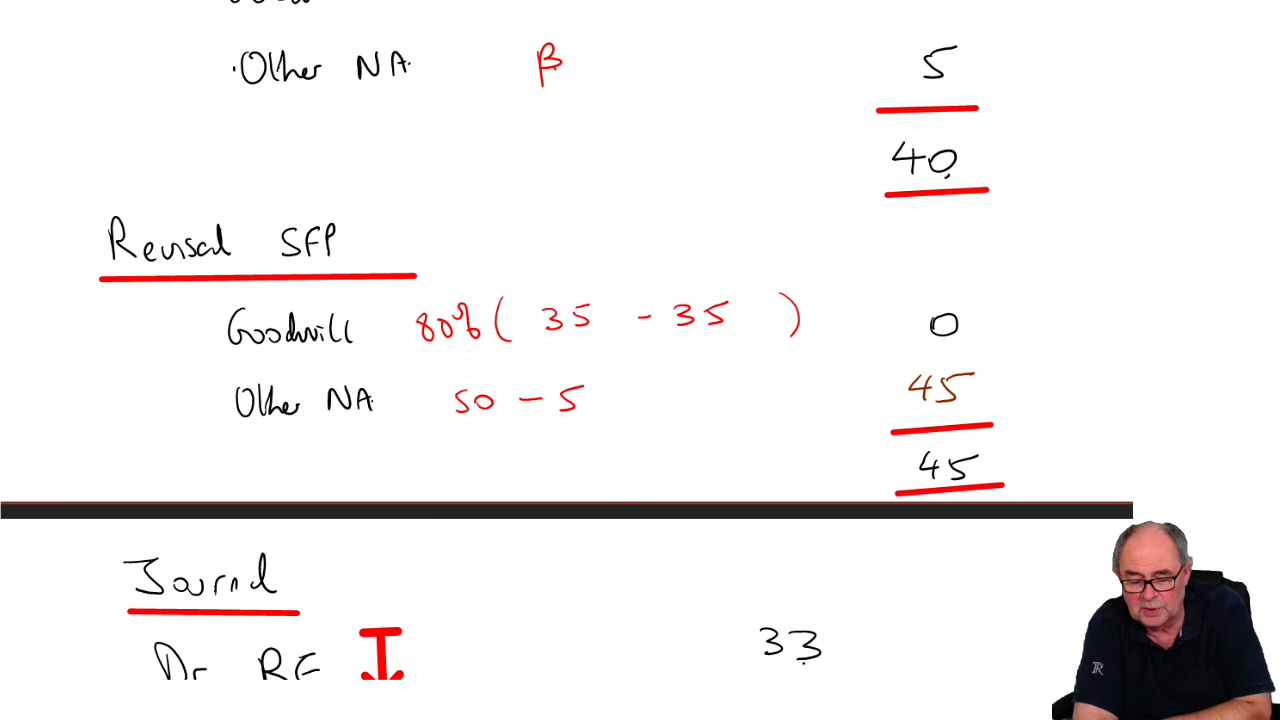 Other NA β 5
40
Revised SFP
Goodwill 80% ( 35 - 35 ) 0
Other NA 50 - 5 45
45
Journal
Dr RE 33
R